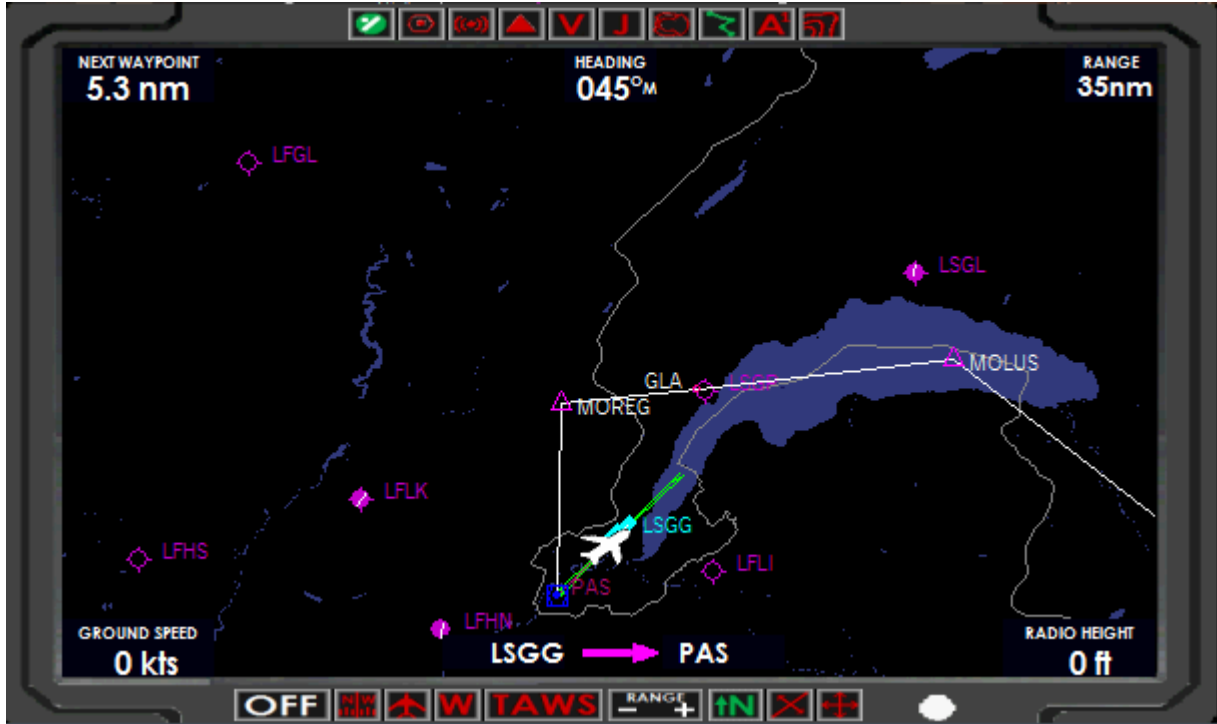 V J A²
NEXT WAYPOINT
5.3 nm
HEADING
045°M
RANGE
35nm
LFGL
LSGL
MOLUS
GLA
MOREG
LFLK
LSGG
LFHS
LFLI
PAS
LFHN
GROUND SPEED
0 kts
LSGG PAS
RADIO HEIGHT
0 ft
OFF N W W TAWS - RANGE + N